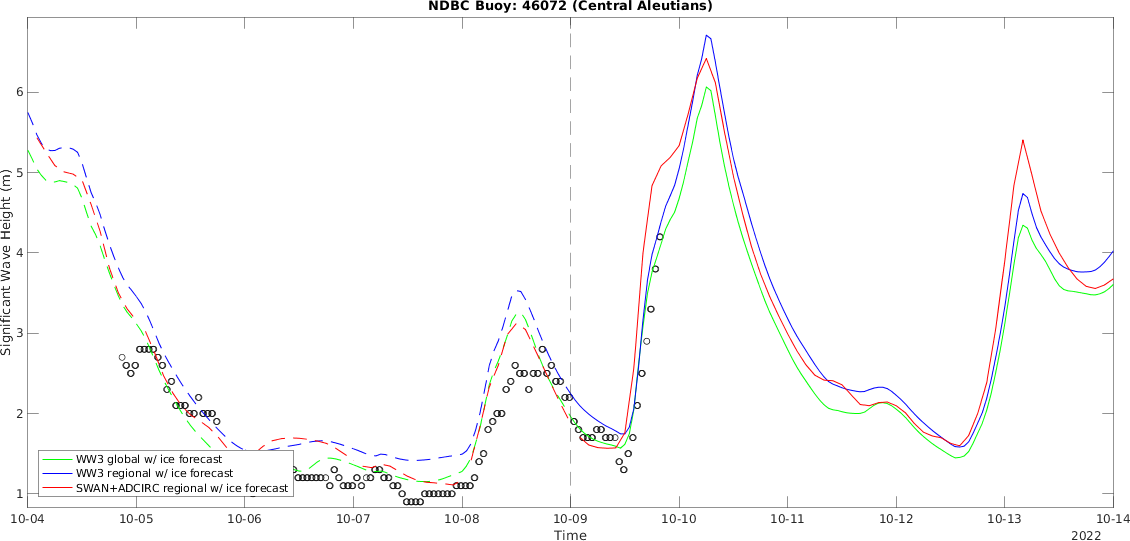 NDBC Buoy: 46072 (Central Aleutians)
Significant Wave Height (m)
6
5
4
3
2
1
WW3 global w/ ice forecast
WW3 regional w/ ice forecast
SWAN+ADCIRC regional w/ ice forecast
10-04 10-05 10-06 10-07 10-08 10-09 10-10 10-11 10-12 10-13 10-14
Time
2022